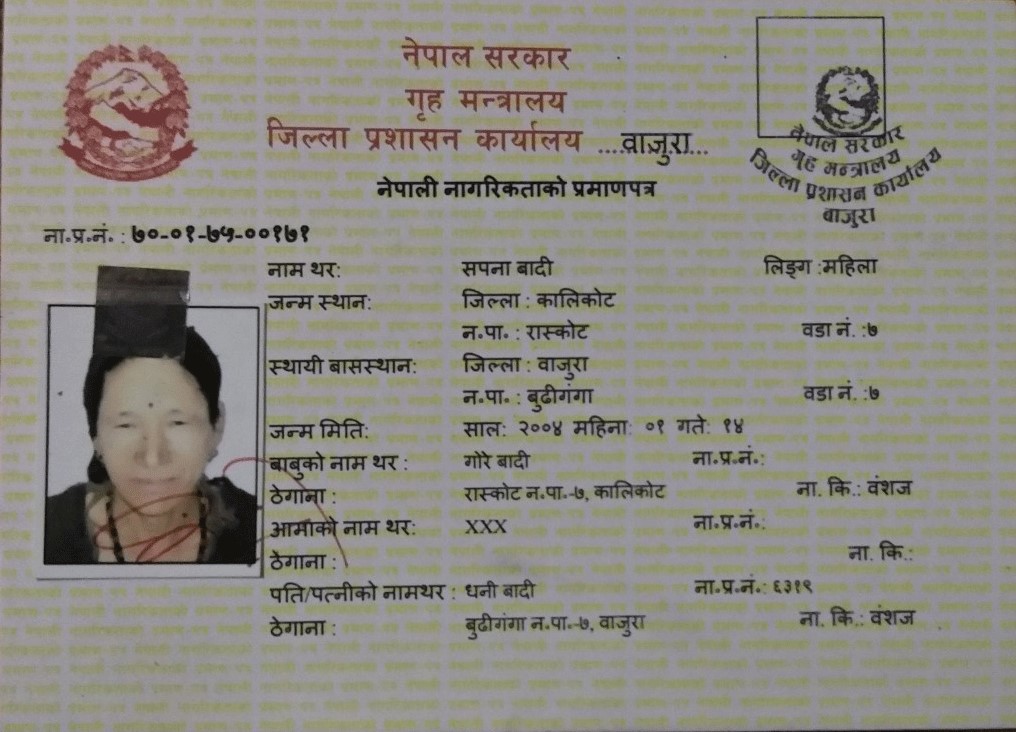 नेपाल सरकार
गृह मन्त्रालय
जिल्ला प्रशासन कार्यालय ....वाजुरा...
नेपाल सरकार
गृह मन्त्रालय
जिल्ला प्रशासन कार्यालय
वाजुरा
नेपाली नागरिकताको प्रमाणपत्र
ना.प्र.नं. : ७०-०१-७५-००१७१
नाम थर: सपना बादी लिङ्ग :महिला
जन्म स्थान: जिल्ला : कालिकोट
न.पा. : रास्कोट वडा नं. :७
स्थायी बासस्थान: जिल्ला : वाजुरा
न.पा. : बुढीगंगा वडा नं. :७
जन्म मिति: साल: २००४ महिना: ०१ गते: १४
बाबुको नाम थर : गोरे बादी ना.प्र.नं.:
ठेगाना : रास्कोट न.पा.-७, कालिकोट ना. कि.: वंशज
आमाको नाम थर: XXX ना.प्र.नं.:
ठेगाना : ना. कि.:
पति/पत्नीको नामथर : धनी बादी ना.प्र.नं.: ६३१९
ठेगाना : बुढीगंगा न.पा.-७, वाजुरा ना. कि.: वंशज